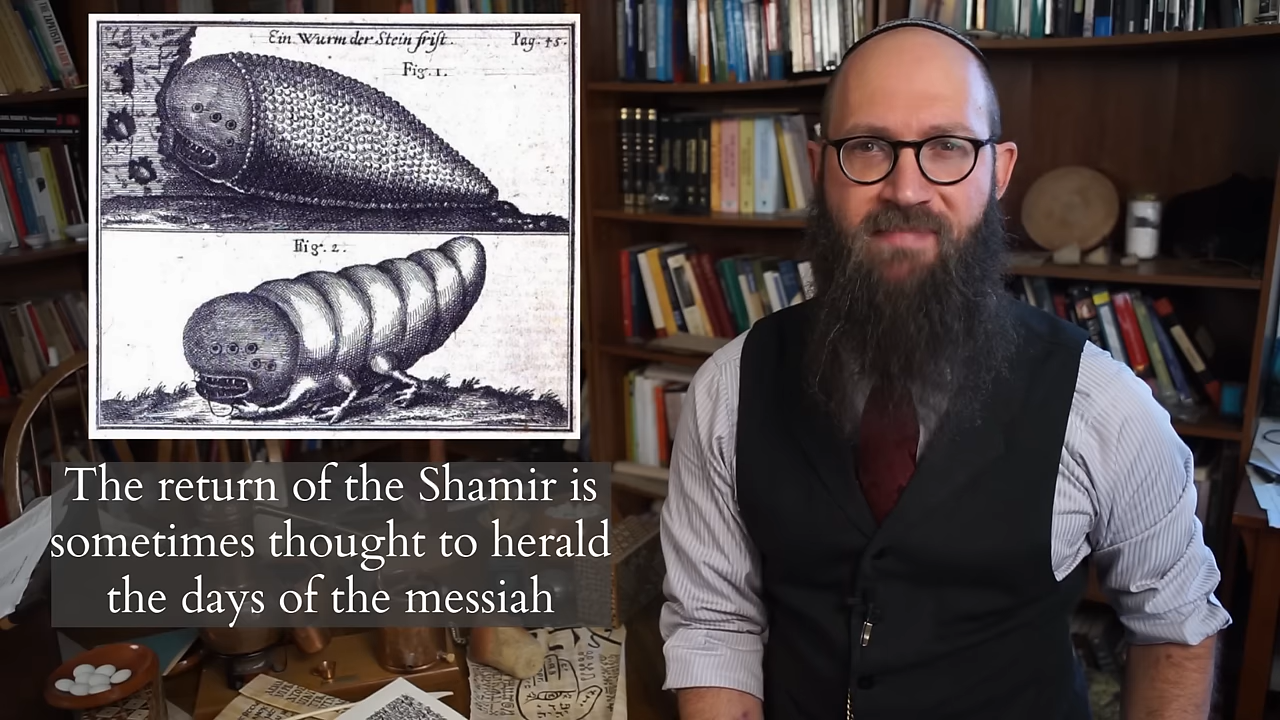 Ein Wurm der Stein frist. Pag. 45.
Fig. 1.
Fig. 2.
The return of the Shamir is
sometimes thought to herald
the days of the messiah